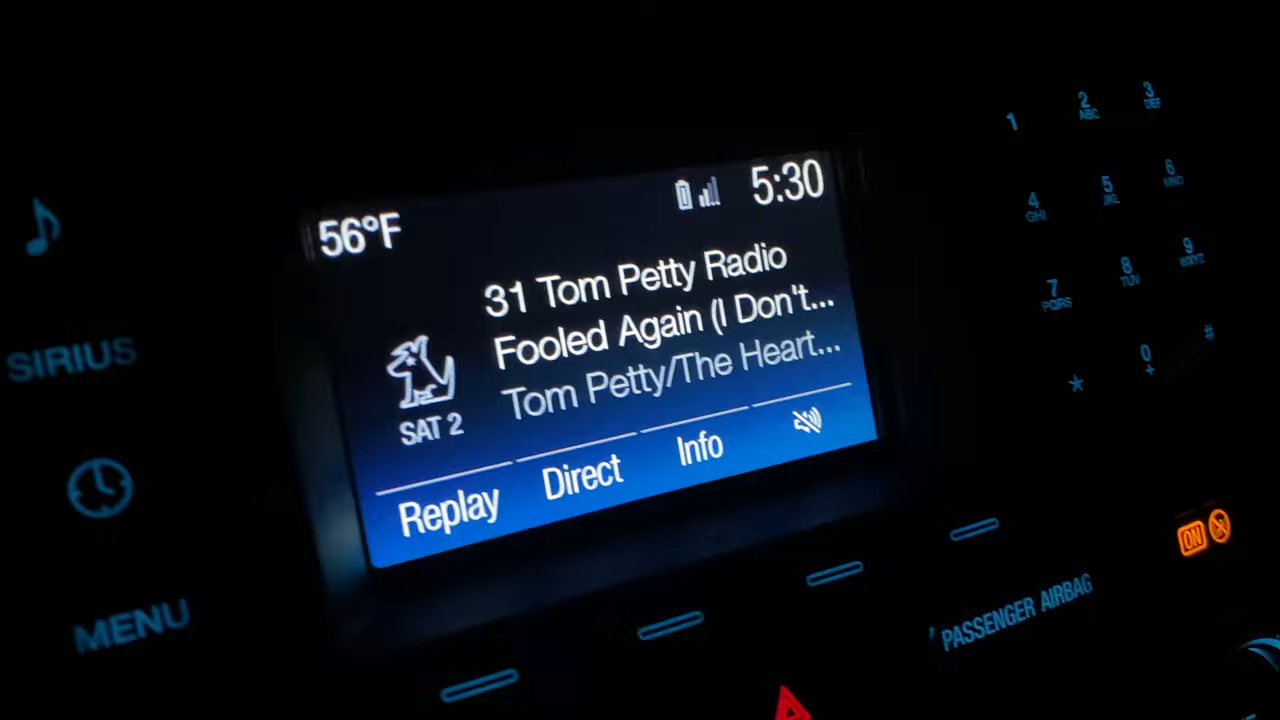 56°F
5:30
31 Tom Petty Radio
Fooled Again (I Don't...
Tom Petty/The Heart...
SAT 2
Replay
Direct
Info
SIRIUS
MENU
1
2
ABC
3
DEF
4
GHI
5
JKL
6
MNO
7
PQRS
8
TUV
9
WXYZ
*
0
+
#
ON
PASSENGER AIRBAG